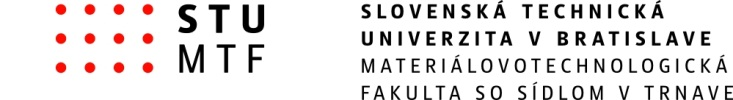 STU
MTF
SLOVENSKÁ TECHNICKÁ
UNIVERZITA V BRATISLAVE
MATERIÁLOVOTECHNOLOGICKÁ
FAKULTA SO SÍDLOM V TRNAVE